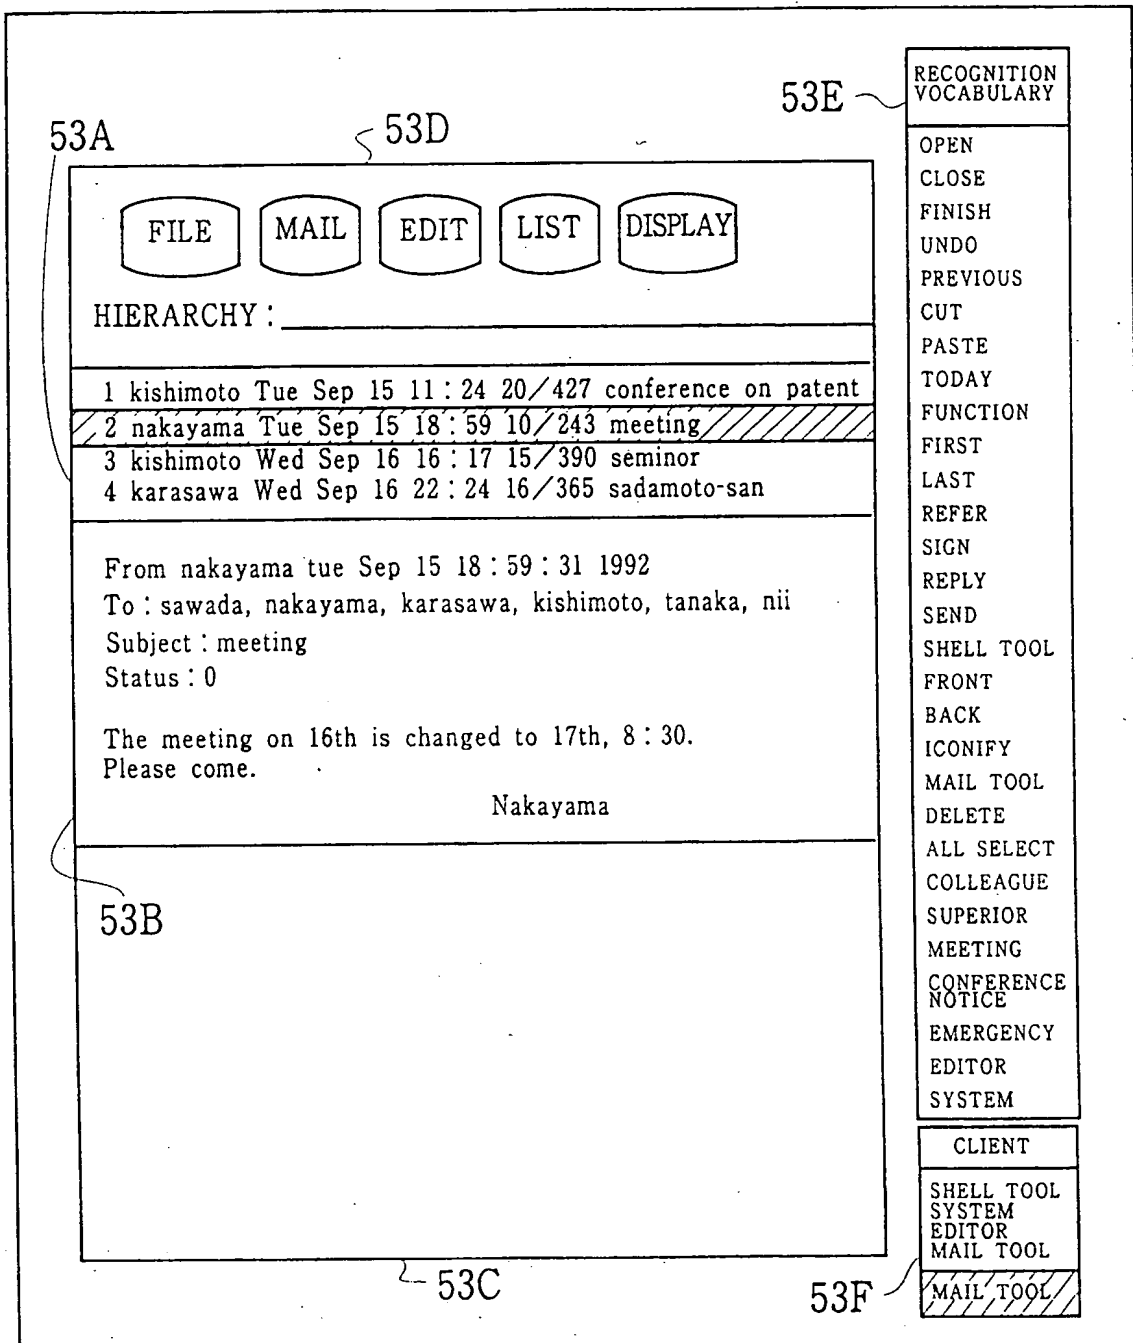 53A
53D
53E
FILE
MAIL
EDIT
LIST
DISPLAY
HIERARCHY :
1 kishimoto Tue Sep 15 11 : 24 20/427 conference on patent
2 nakayama Tue Sep 15 18 : 59 10/243 meeting
3 kishimoto Wed Sep 16 16 : 17 15/390 seminor
4 karasawa Wed Sep 16 22 : 24 16/365 sadamoto-san
From nakayama tue Sep 15 18 : 59 : 31 1992
To : sawada, nakayama, karasawa, kishimoto, tanaka, nii
Subject : meeting
Status : 0
The meeting on 16th is changed to 17th, 8 : 30.
Please come.
Nakayama
53B
53C
RECOGNITION
VOCABULARY
OPEN
CLOSE
FINISH
UNDO
PREVIOUS
CUT
PASTE
TODAY
FUNCTION
FIRST
LAST
REFER
SIGN
REPLY
SEND
SHELL TOOL
FRONT
BACK
ICONIFY
MAIL TOOL
DELETE
ALL SELECT
COLLEAGUE
SUPERIOR
MEETING
CONFERENCE
NOTICE
EMERGENCY
EDITOR
SYSTEM
CLIENT
SHELL TOOL
SYSTEM
EDITOR
MAIL TOOL
53F
MAIL TOOL